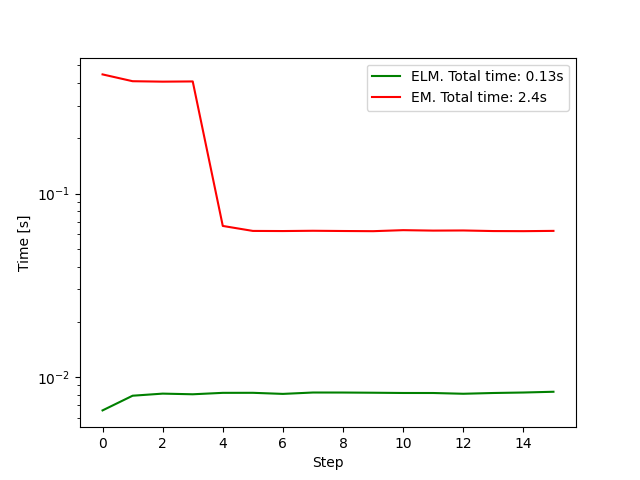 ELM. Total time: 0.13s
EM. Total time: 2.4s
10⁻¹
10⁻²
Time [s]
0 2 4 6 8 10 12 14
Step